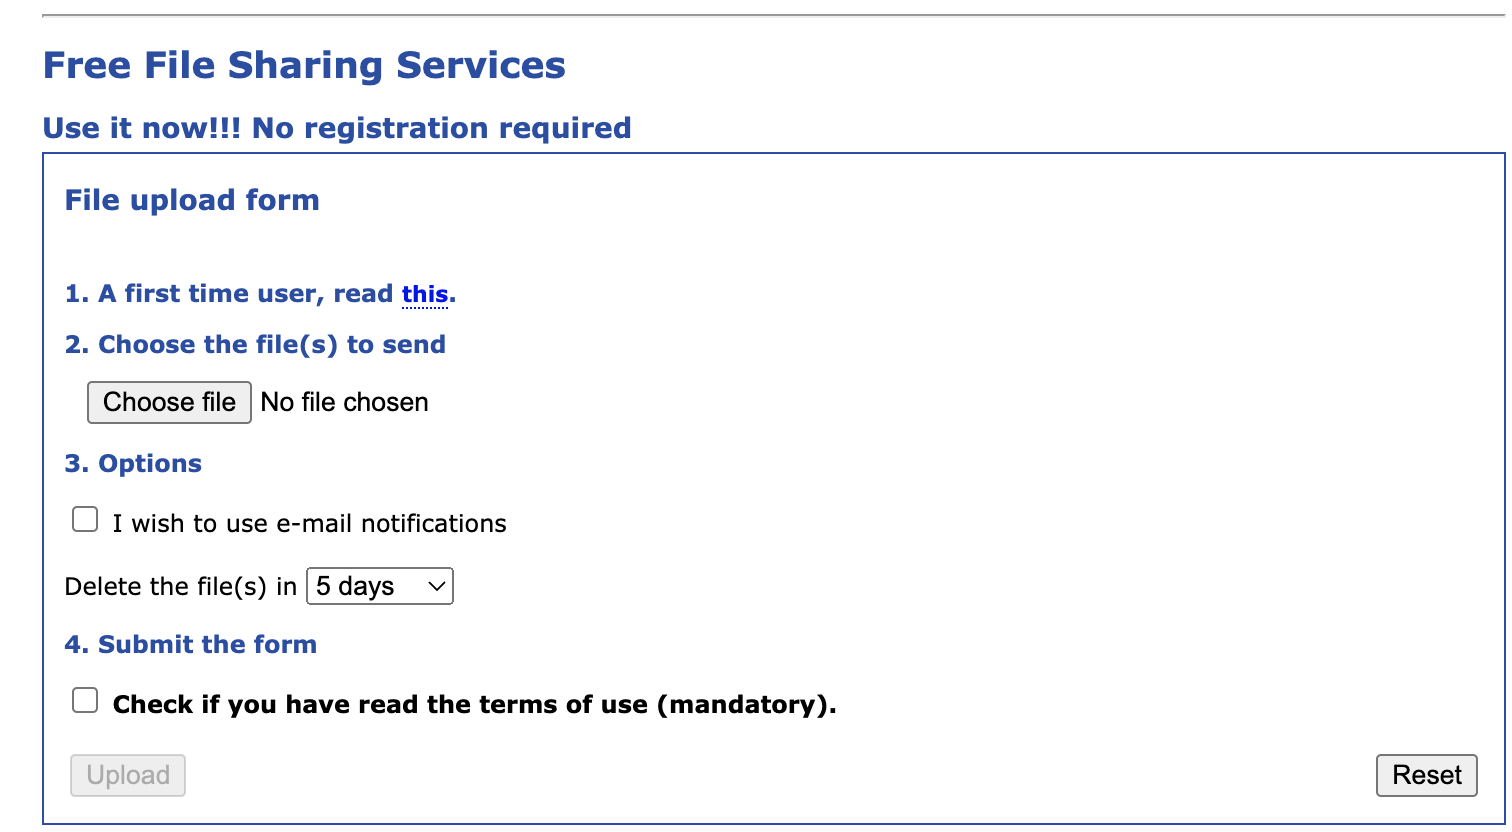 Free File Sharing Services
Use it now!!! No registration required
File upload form
1. A first time user, read this.
2. Choose the file(s) to send
Choose file No file chosen
3. Options
I wish to use e-mail notifications
Delete the file(s) in 5 days
4. Submit the form
Check if you have read the terms of use (mandatory).
Upload Reset